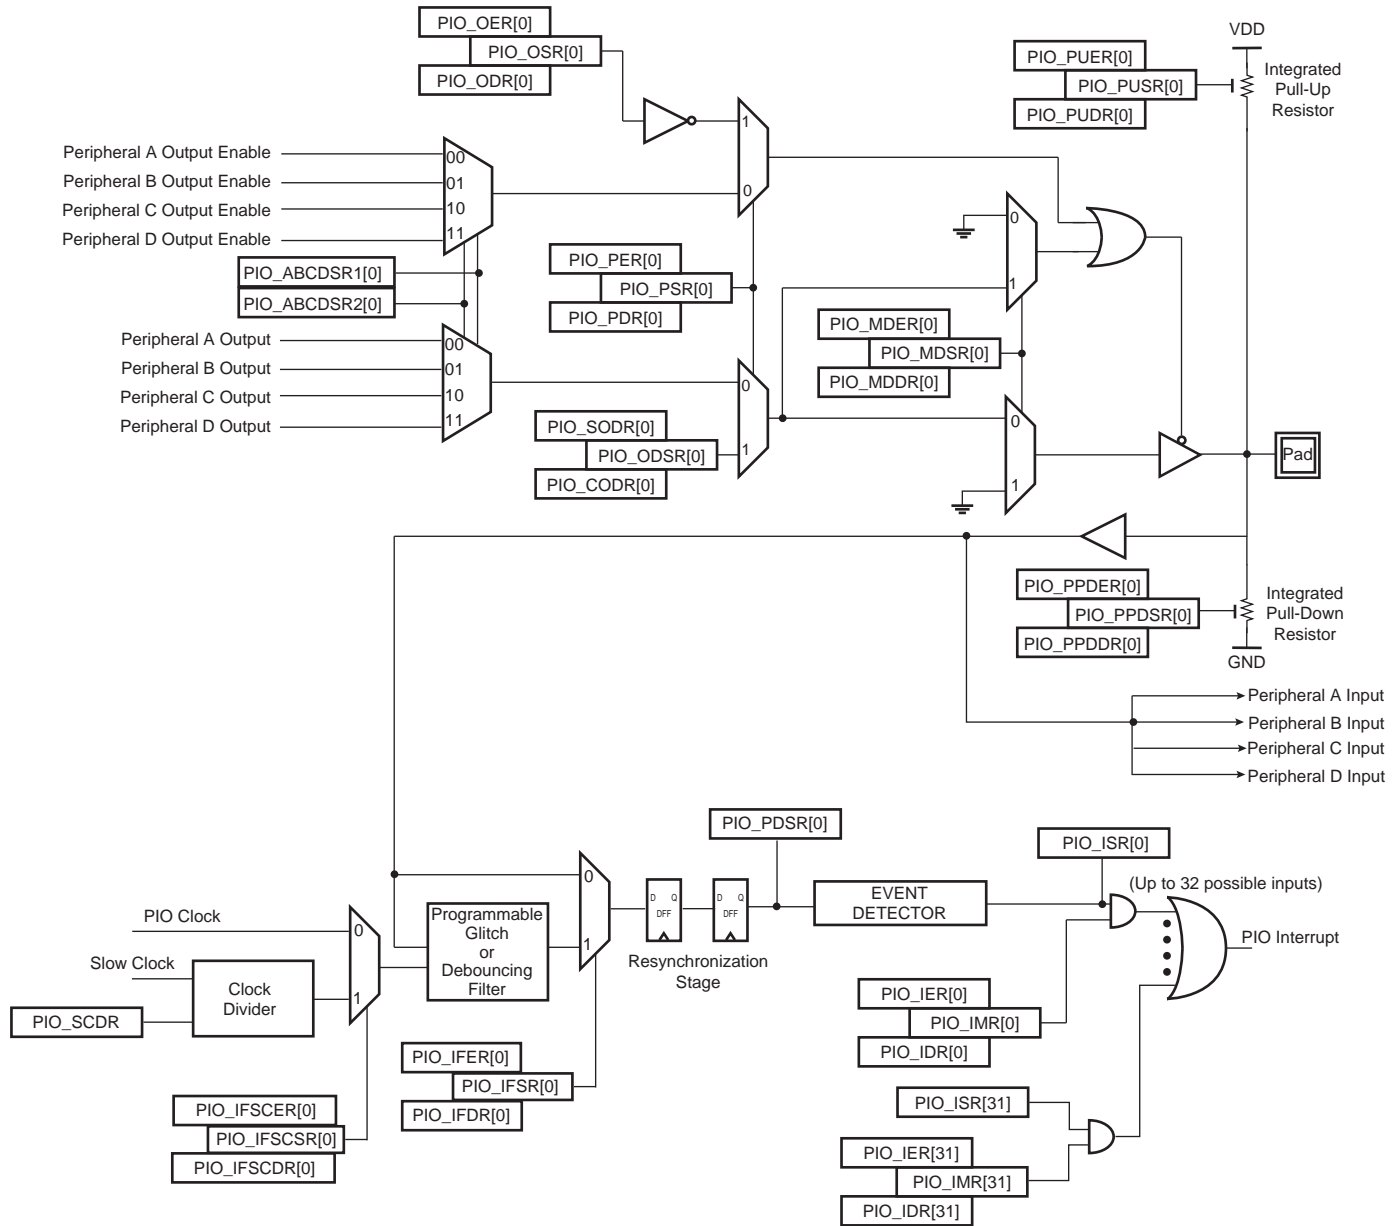 PIO_OER[0]
PIO_OSR[0]
PIO_ODR[0]
VDD
PIO_PUER[0]
PIO_PUSR[0]
PIO_PUDR[0]
Integrated
Pull-Up
Resistor
1
0
Peripheral A Output Enable
Peripheral B Output Enable
Peripheral C Output Enable
Peripheral D Output Enable
00
01
10
11
PIO_ABCDSR1[0]
PIO_ABCDSR2[0]
PIO_PER[0]
PIO_PSR[0]
PIO_PDR[0]
0
1
PIO_MDER[0]
PIO_MDSR[0]
PIO_MDDR[0]
Peripheral A Output
Peripheral B Output
Peripheral C Output
Peripheral D Output
00
01
10
11
0
1
PIO_SODR[0]
PIO_ODSR[0]
PIO_CODR[0]
0
1
Pad
PIO_PPDER[0]
PIO_PPDSR[0]
PIO_PPDDR[0]
Integrated
Pull-Down
Resistor
GND
Peripheral A Input
Peripheral B Input
Peripheral C Input
Peripheral D Input
PIO_PDSR[0]
PIO_ISR[0]
(Up to 32 possible inputs)
0
1
D Q
DFF
D Q
DFF
Resynchronization
Stage
EVENT
DETECTOR
PIO Interrupt
PIO Clock
Slow Clock
Clock
Divider
PIO_SCDR
0
1
Programmable
Glitch
or
Debouncing
Filter
PIO_IER[0]
PIO_IMR[0]
PIO_IDR[0]
PIO_IFER[0]
PIO_IFSR[0]
PIO_IFDR[0]
PIO_IFSCER[0]
PIO_IFSCSR[0]
PIO_IFSCDR[0]
PIO_ISR[31]
PIO_IER[31]
PIO_IMR[31]
PIO_IDR[31]